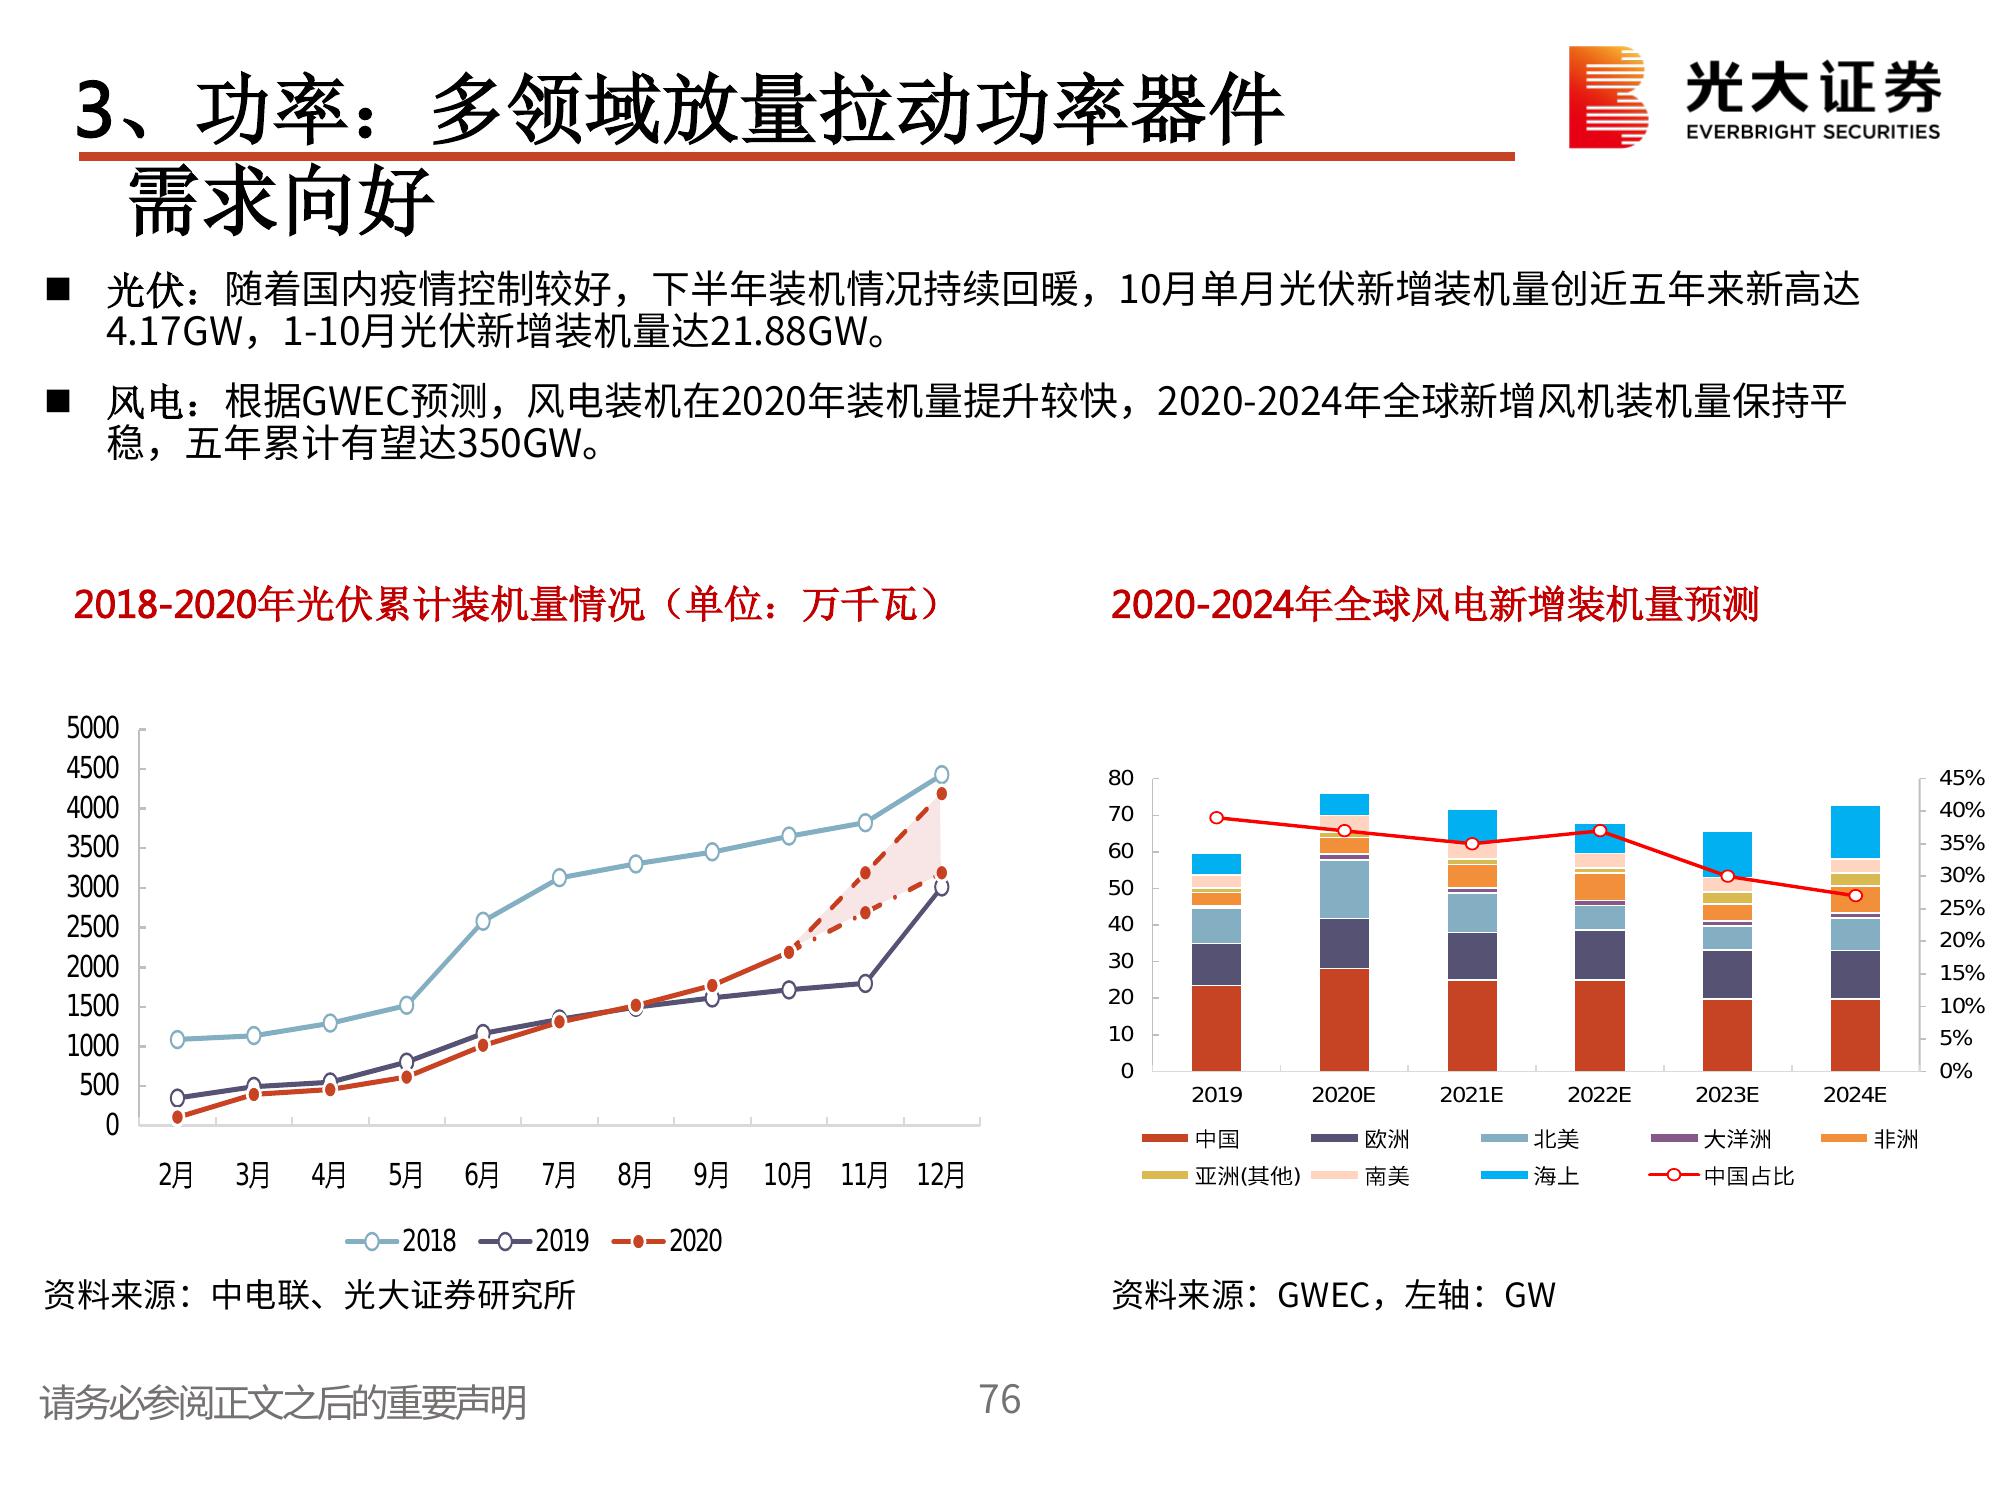 3、功率：多领域放量拉动功率器件
需求向好
光大证券
EVERBRIGHT SECURITIES
■ 光伏：随着国内疫情控制较好，下半年装机情况持续回暖，10月单月光伏新增装机量创近五年来新高达
4.17GW，1-10月光伏新增装机量达21.88GW。
■ 风电：根据GWEC预测，风电装机在2020年装机量提升较快，2020-2024年全球新增风机装机量保持平
稳，五年累计有望达350GW。
2018-2020年光伏累计装机量情况（单位：万千瓦）
5000
4500
4000
3500
3000
2500
2000
1500
1000
500
0
2月 3月 4月 5月 6月 7月 8月 9月 10月 11月 12月
2018 2019 2020
资料来源：中电联、光大证券研究所
2020-2024年全球风电新增装机量预测
80
70
60
50
40
30
20
10
0
45%
40%
35%
30%
25%
20%
15%
10%
5%
0%
2019 2020E 2021E 2022E 2023E 2024E
中国 欧洲 北美 大洋洲 非洲
亚洲(其他) 南美 海上 中国占比
资料来源：GWEC，左轴：GW
请务必参阅正文之后的重要声明
76